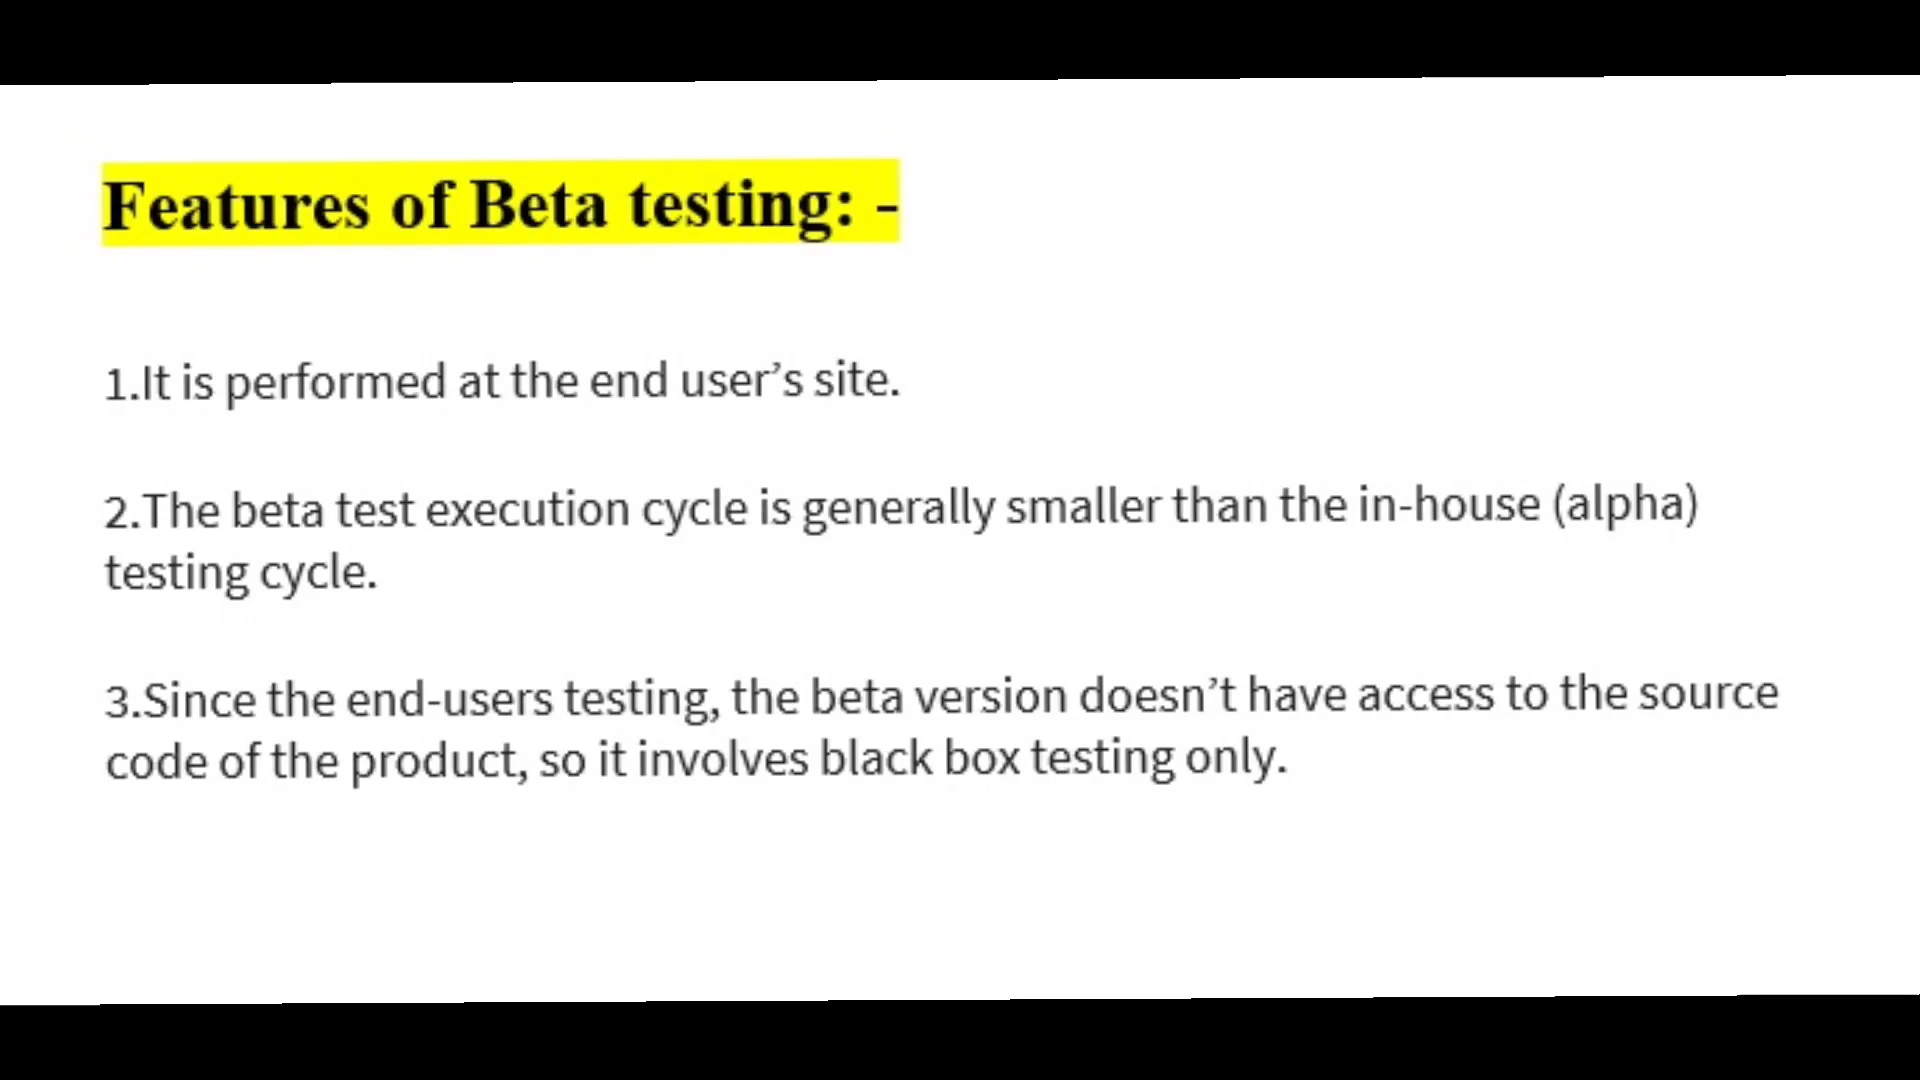 Features of Beta testing: -
1.It is performed at the end user’s site.
2.The beta test execution cycle is generally smaller than the in-house (alpha)
testing cycle.
3.Since the end-users testing, the beta version doesn’t have access to the source
code of the product, so it involves black box testing only.